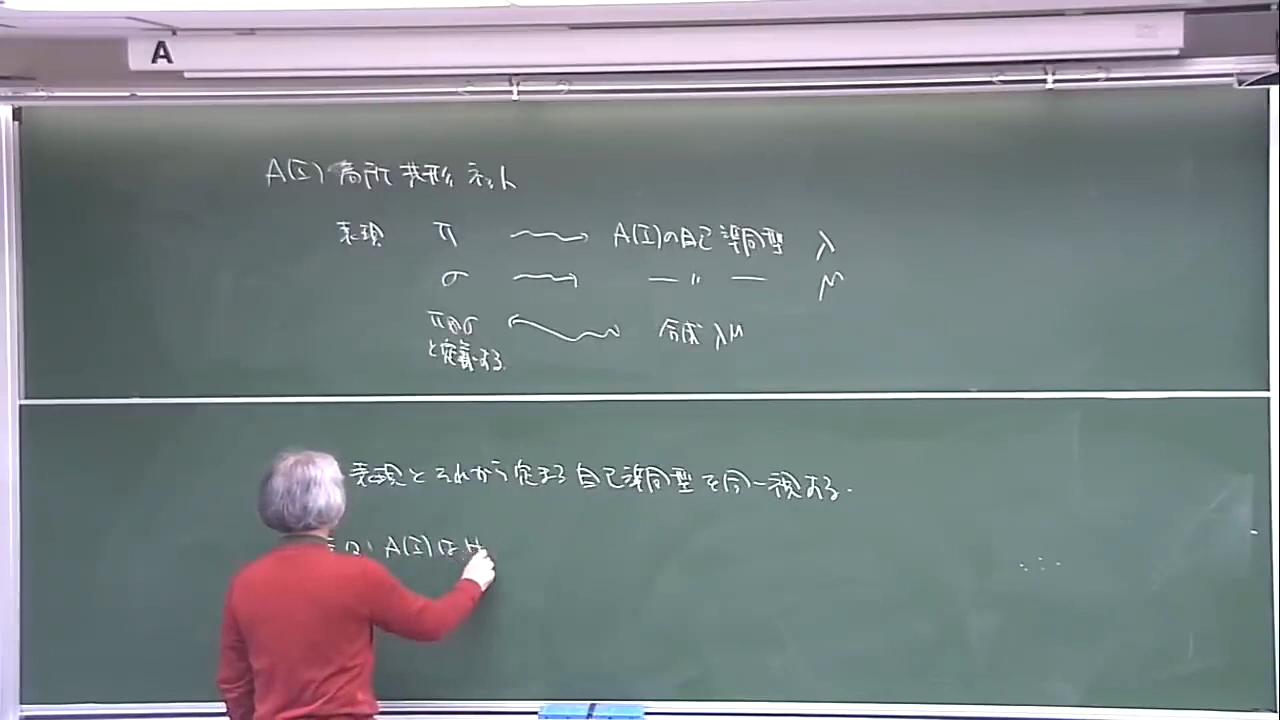 A
A(I) 局所共形ネット
表現 π ⟿ A(I)の自己準同型 λ
σ ⟿ — 〃 — μ
π⊗σ ⟿ 合成 λμ
と定義する.
表現とそれから定まる自己準同型を同一視する.
A(I) は